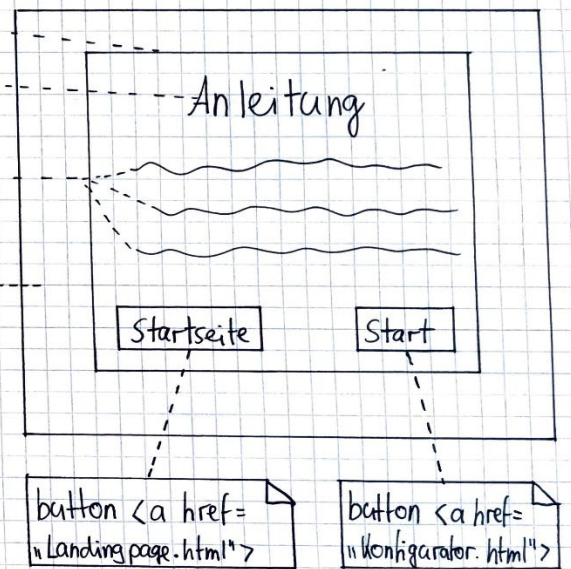 Anleitung
Startseite
Start
button <a href=
„Landingpage.html">
button <a href=
„Konfigurator.html">